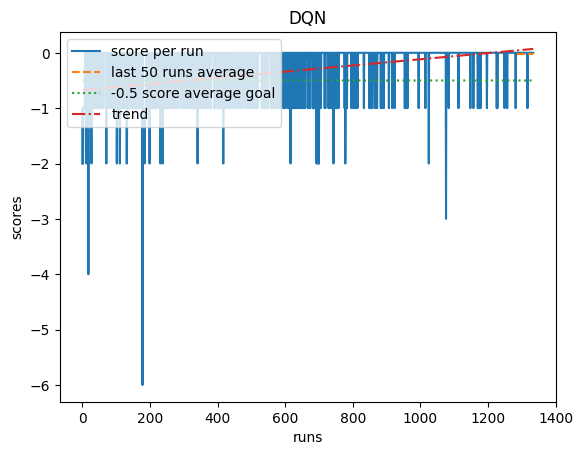 DQN
score per run
last 50 runs average
-0.5 score average goal
trend
0
−1
−2
−3
−4
−5
−6
scores
0 200 400 600 800 1000 1200 1400
runs